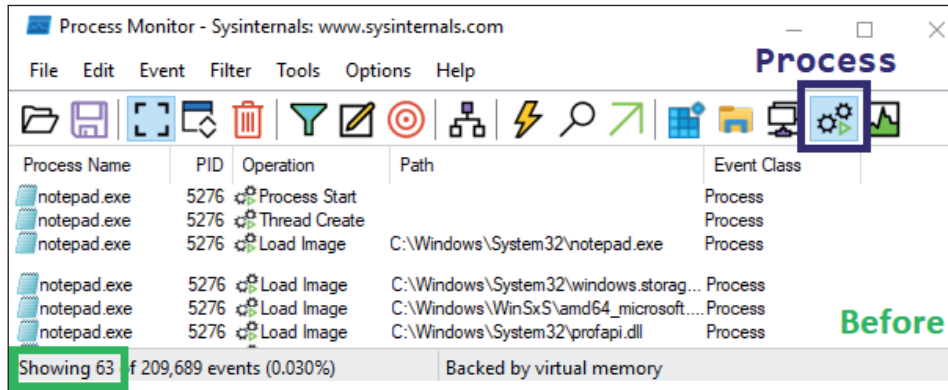 Process Monitor - Sysinternals: www.sysinternals.com
File Edit Event Filter Tools Options Help
Process
Process Name PID Operation Path Event Class
notepad.exe 5276 Process Start Process
notepad.exe 5276 Thread Create Process
notepad.exe 5276 Load Image C:\Windows\System32\notepad.exe Process
notepad.exe 5276 Load Image C:\Windows\System32\windows.storag... Process
notepad.exe 5276 Load Image C:\Windows\WinSxS\amd64_microsoft.... Process
notepad.exe 5276 Load Image C:\Windows\System32\profapi.dll Process
Before
Showing 63 of 209,689 events (0.030%) Backed by virtual memory